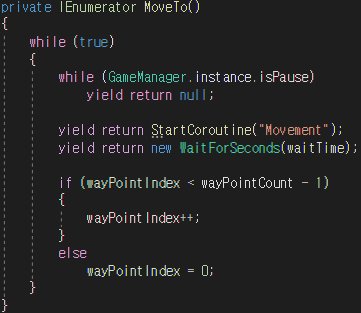 private IEnumerator MoveTo()
{
while (true)
{
while (GameManager.instance.isPause)
yield return null;
yield return StartCoroutine("Movement");
yield return new WaitForSeconds(waitTime);
if (wayPointIndex < wayPointCount - 1)
{
wayPointIndex++;
}
else
wayPointIndex = 0;
}
}